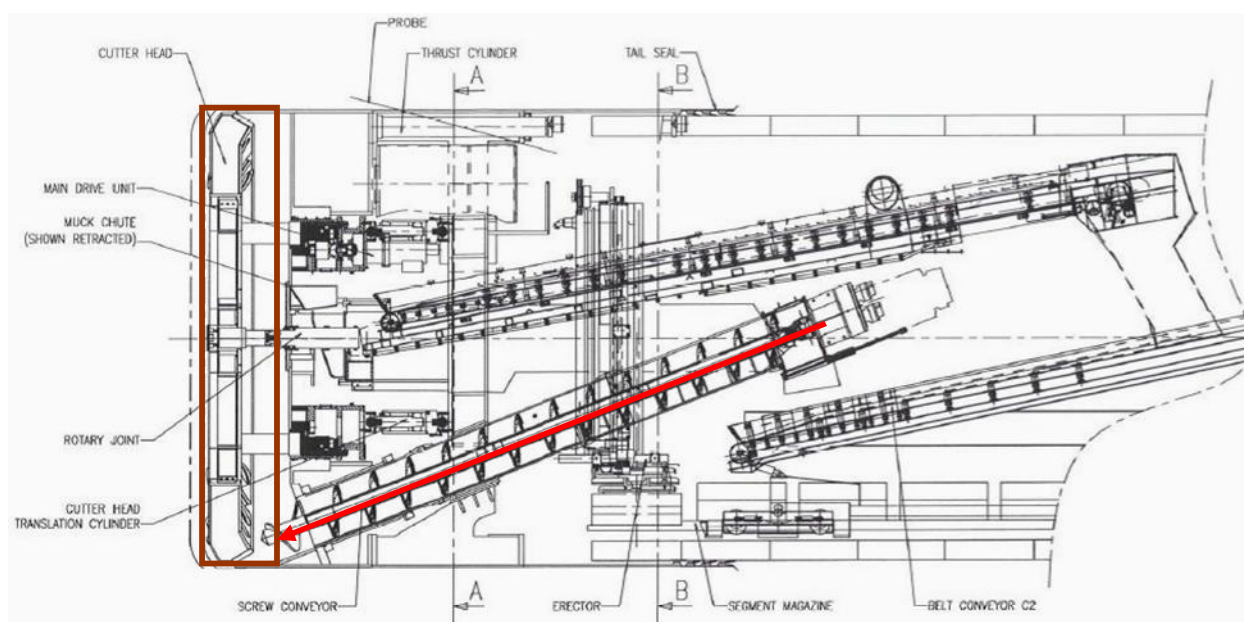 PROBE
CUTTER HEAD
THRUST CYLINDER
TAIL SEAL
A
B
MAIN DRIVE UNIT
MUCK CHUTE
(SHOWN RETRACTED)
ROTARY JOINT
CUTTER HEAD
TRANSLATION CYLINDER
SCREW CONVEYOR
A
ERECTOR
B
SEGMENT MAGAZINE
BELT CONVEYOR C2